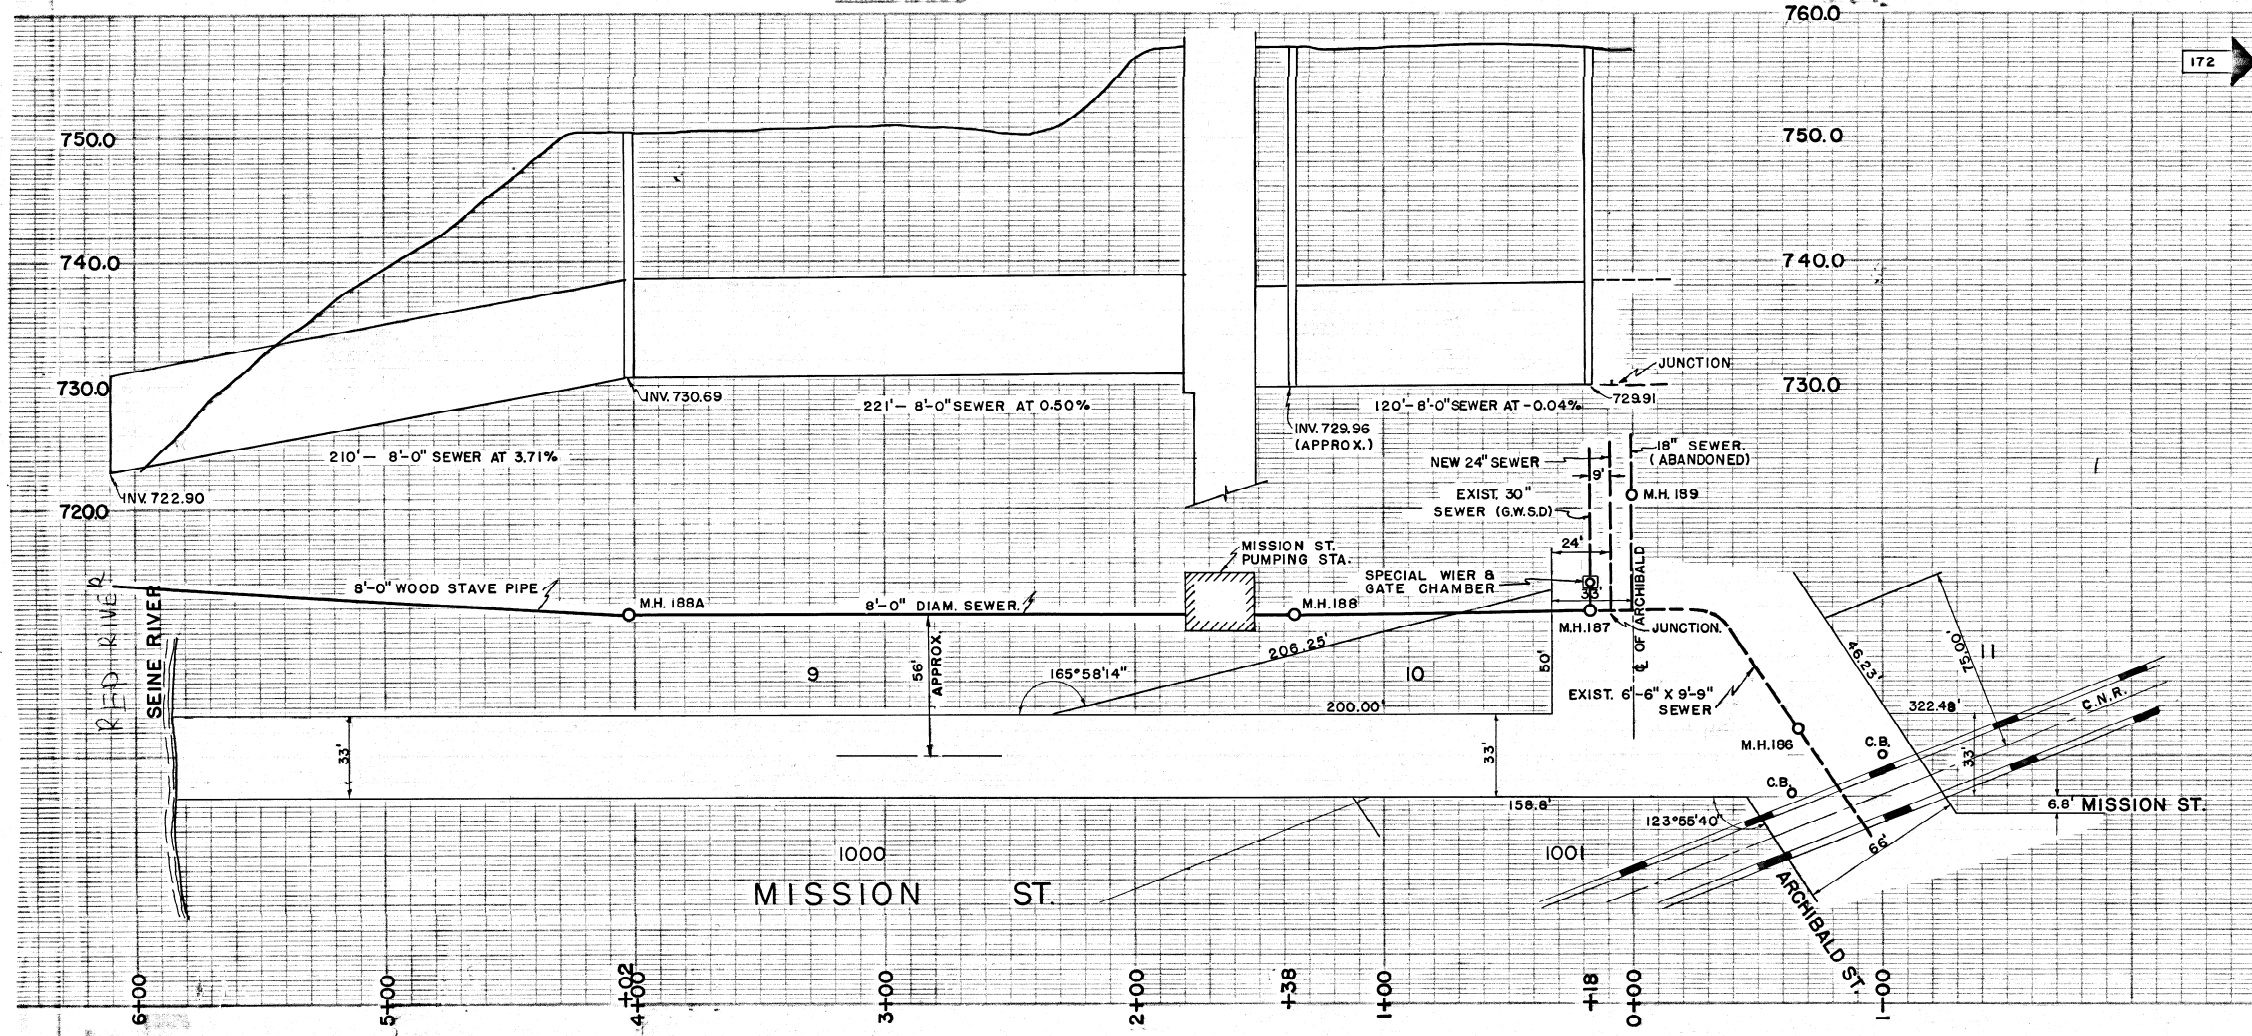 760.0
172
750.0
750.0
740.0
740.0
730.0
730.0
JUNCTION
INV. 730.69
221'- 8'-0" SEWER AT 0.50%
120'-8'-0" SEWER AT -0.04%
729.91
INV. 729.96
(APPROX.)
210'- 8'-0" SEWER AT 3.71%
18" SEWER.
(ABANDONED)
NEW 24" SEWER
9'
INV. 722.90
EXIST. 30"
SEWER (G.W.S.D)
M.H. 189
720.0
24'
MISSION ST.
PUMPING STA.
SPECIAL WIER &
GATE CHAMBER
33'
RED RIVER
SEINE RIVER
8'-0" WOOD STAVE PIPE
M.H. 188A
8'-0" DIAM. SEWER.
M.H. 188
M.H. 187
JUNCTION.
℄ OF ARCHIBALD
206.25'
56' APPROX.
9
165°58'14"
10
50'
46.23'
75.00'
11
EXIST. 6'-6" X 9'-9"
SEWER
200.00'
322.48'
C.N.R.
33'
33'
M.H. 186
C.B.
33'
C.B.
158.8'
123°55'40"
6.8'
MISSION ST.
1000
1001
66'
MISSION ST.
ARCHIBALD ST.
6+00
5+00
+02
4+00
3+00
2+00
+38
1+00
+18
0+00
1-00